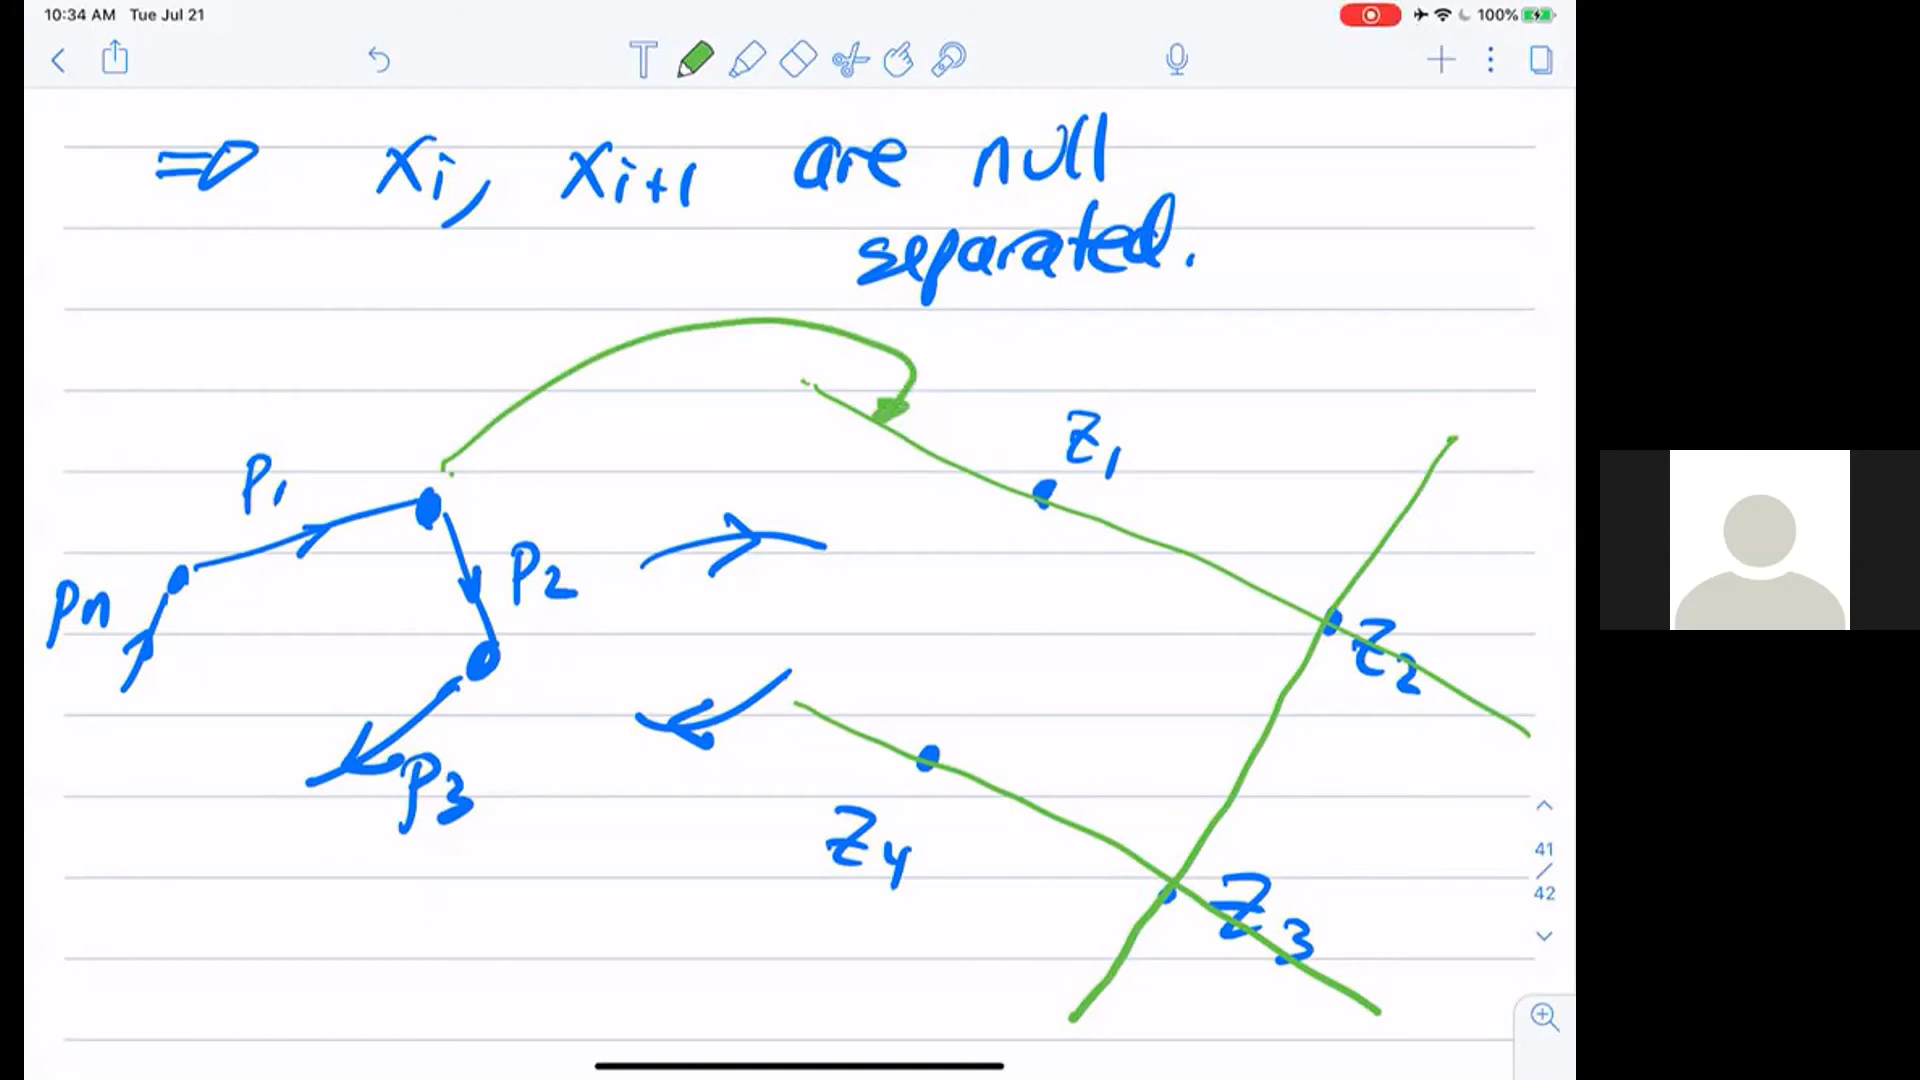 10:34 AM Tue Jul 21
100%
T
⇒ xi, xi+1 are null
separated.
Z1
p1
pn
p2
Z2
p3
Z4
Z3
41
42